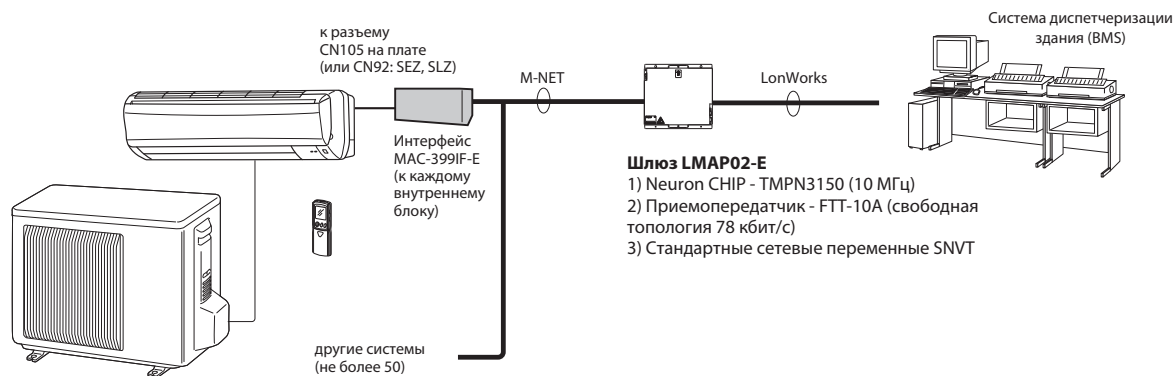 к разъему
CN105 на плате
(или CN92: SEZ, SLZ)
M-NET
LonWorks
Система диспетчеризации
здания (BMS)
Интерфейс
MAC-399IF-E
(к каждому
внутреннему
блоку)
Шлюз LMAP02-E
1) Neuron CHIP - TMPN3150 (10 МГц)
2) Приемопередатчик - FTT-10A (свободная
топология 78 кбит/с)
3) Стандартные сетевые переменные SNVT
другие системы
(не более 50)